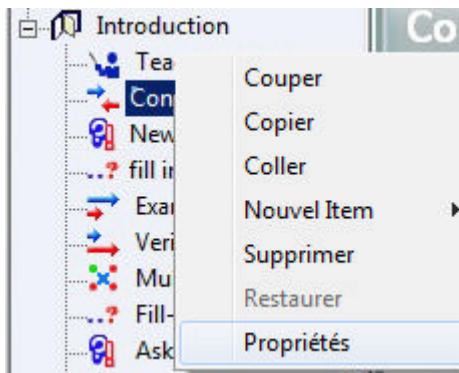 Introduction
Co
Tea
Con
New
fill in
Exa
Veri
Mu
Fill-
Ask
Couper
Copier
Coller
Nouvel Item
Supprimer
Restaurer
Propriétés